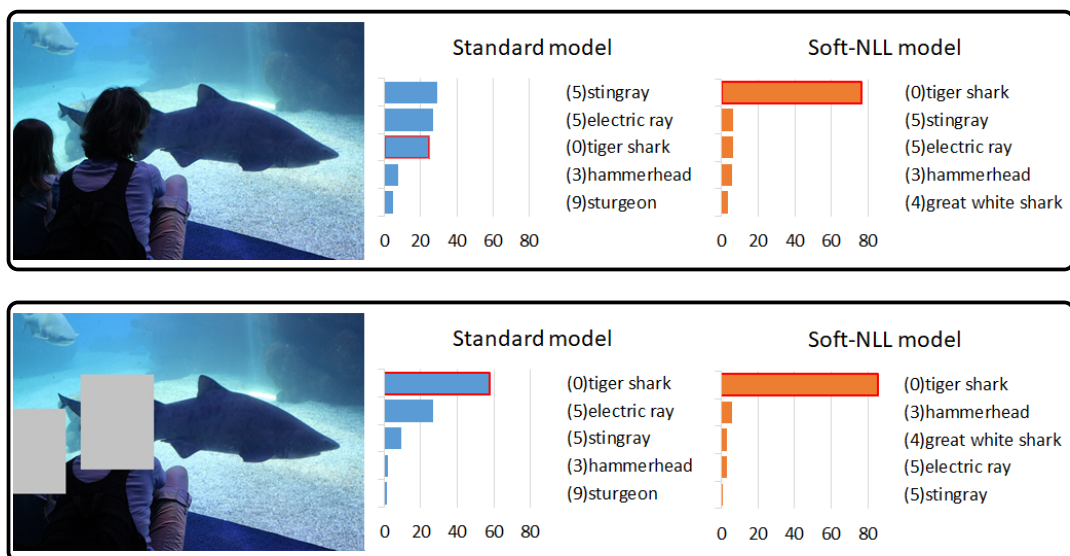 Standard model
Soft-NLL model
(5)stingray
(5)electric ray
(0)tiger shark
(3)hammerhead
(9)sturgeon
0 20 40 60 80
(0)tiger shark
(5)stingray
(5)electric ray
(3)hammerhead
(4)great white shark
0 20 40 60 80
Standard model
Soft-NLL model
(0)tiger shark
(5)electric ray
(5)stingray
(3)hammerhead
(9)sturgeon
0 20 40 60 80
(0)tiger shark
(3)hammerhead
(4)great white shark
(5)electric ray
(5)stingray
0 20 40 60 80